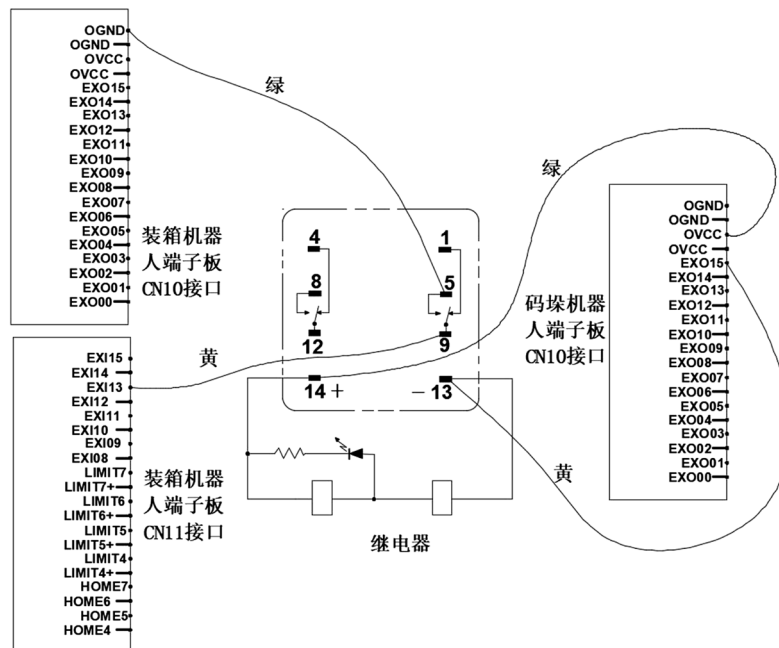 OGND
OGND
OVCC
OVCC
EXO15
EXO14
EXO13
EXO12
EXO11
EXO10
EXO09
EXO08
EXO07
EXO06
EXO05
EXO04
EXO03
EXO02
EXO01
EXO00
装箱机器
人端子板
CN10接口
EXI15
EXI14
EXI13
EXI12
EXI11
EXI10
EXI09
EXI08
LIMIT7
LIMIT7+
LIMIT6
LIMIT6+
LIMIT5
LIMIT5+
LIMIT4
LIMIT4+
HOME7
HOME6
HOME5
HOME4
装箱机器
人端子板
CN11接口
绿
黄
4
1
8
5
12
9
14 +
- 13
继电器
绿
黄
码垛机器
人端子板
CN10接口
OGND
OGND
OVCC
OVCC
EXO15
EXO14
EXO13
EXO12
EXO11
EXO10
EXO09
EXO08
EXO07
EXO06
EXO05
EXO04
EXO03
EXO02
EXO01
EXO00